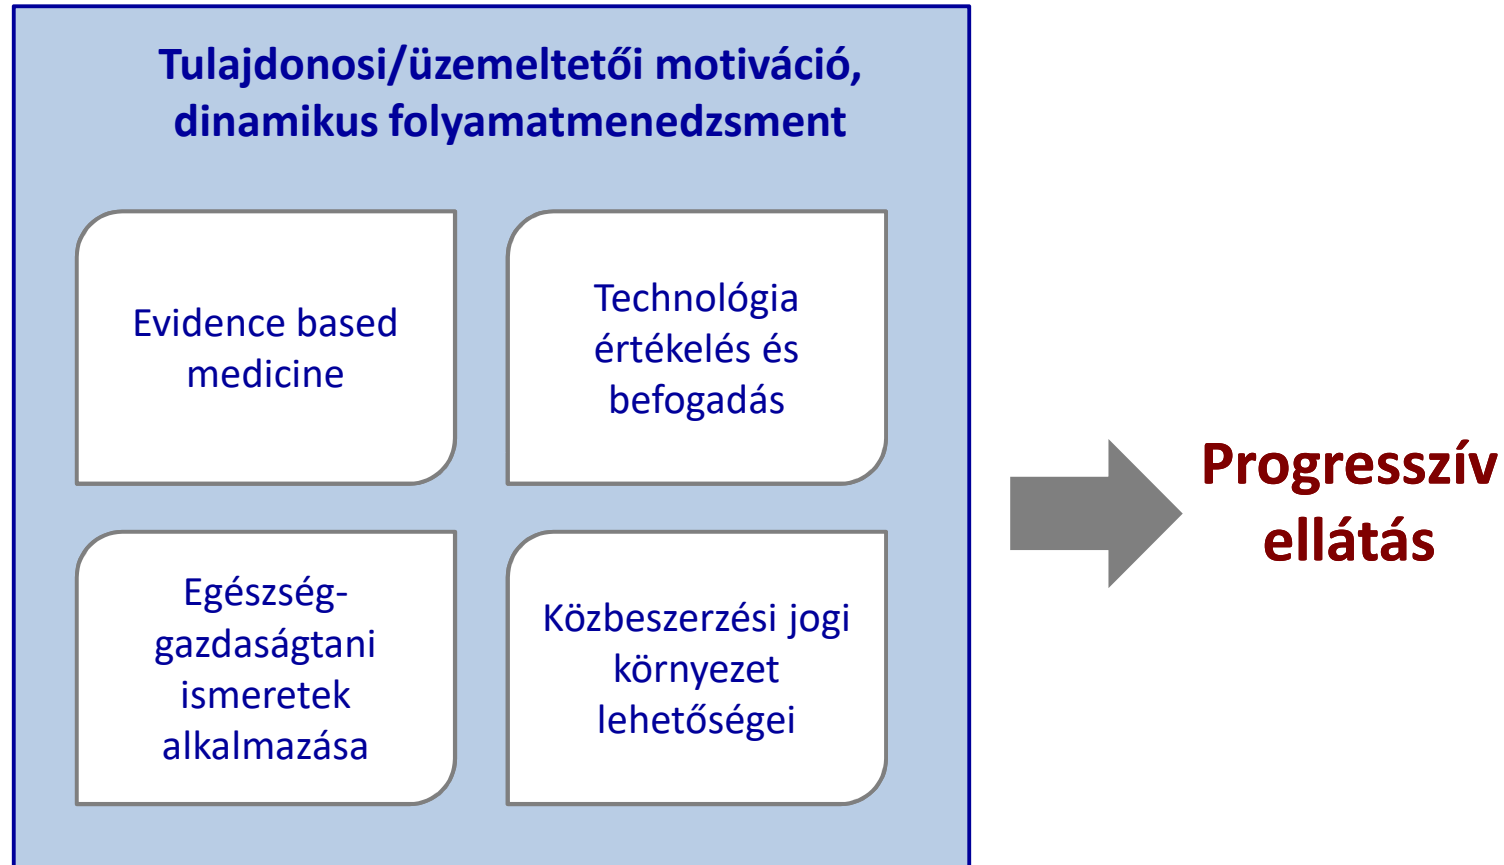 Tulajdonosi/üzemeltetői motiváció,
dinamikus folyamatmenedzsment
Evidence based
medicine
Technológia
értékelés és
befogadás
Egészség-
gazdaságtani
ismeretek
alkalmazása
Közbeszerzési jogi
környezet
lehetőségei
Progresszív
ellátás